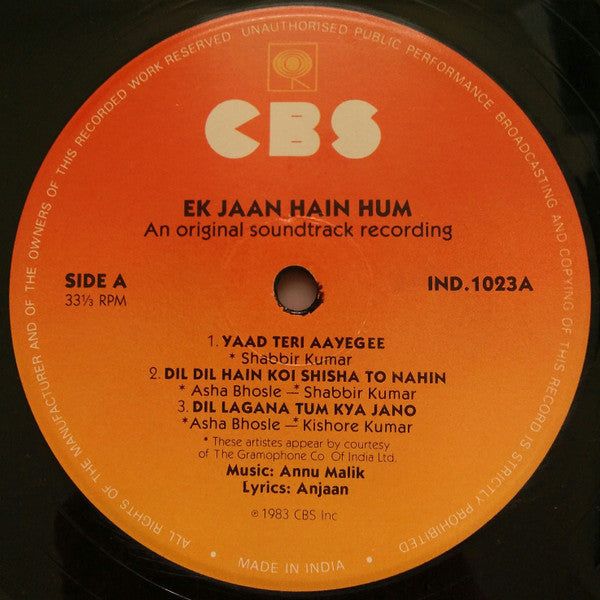 ALL RIGHTS OF THE MANUFACTURER AND OF THE OWNERS OF THIS RECORDED WORK RESERVED UNAUTHORISED PUBLIC PERFORMANCE BROADCASTING AND COPYING OF THIS RECORD IS STRICTLY PROHIBITED
CBS
EK JAAN HAIN HUM
An original soundtrack recording
SIDE A
33⅓ RPM
IND.1023A
1. YAAD TERI AAYEGEE
* Shabbir Kumar
2. DIL DIL HAIN KOI SHISHA TO NAHIN
* Asha Bhosle — * Shabbir Kumar
3. DIL LAGANA TUM KYA JANO
*Asha Bhosle — * Kishore Kumar
* These artistes appear by courtesy
of The Gramophone Co. Of India Ltd.
Music: Annu Malik
Lyrics: Anjaan
℗ 1983 CBS Inc
• MADE IN INDIA •